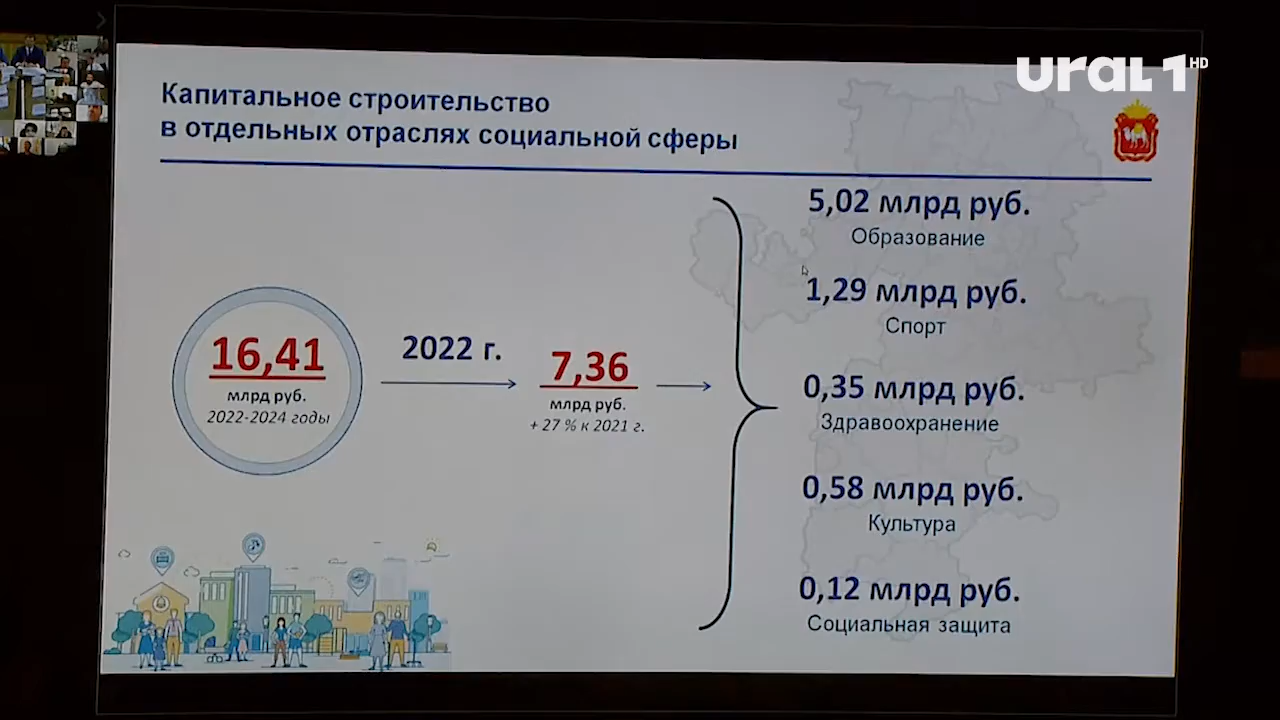 ural 1 HD
Капитальное строительство
в отдельных отраслях социальной сферы
16,41
млрд руб.
2022-2024 годы
2022 г.
7,36
млрд руб.
+ 27 % к 2021 г.
5,02 млрд руб.
Образование
1,29 млрд руб.
Спорт
0,35 млрд руб.
Здравоохранение
0,58 млрд руб.
Культура
0,12 млрд руб.
Социальная защита